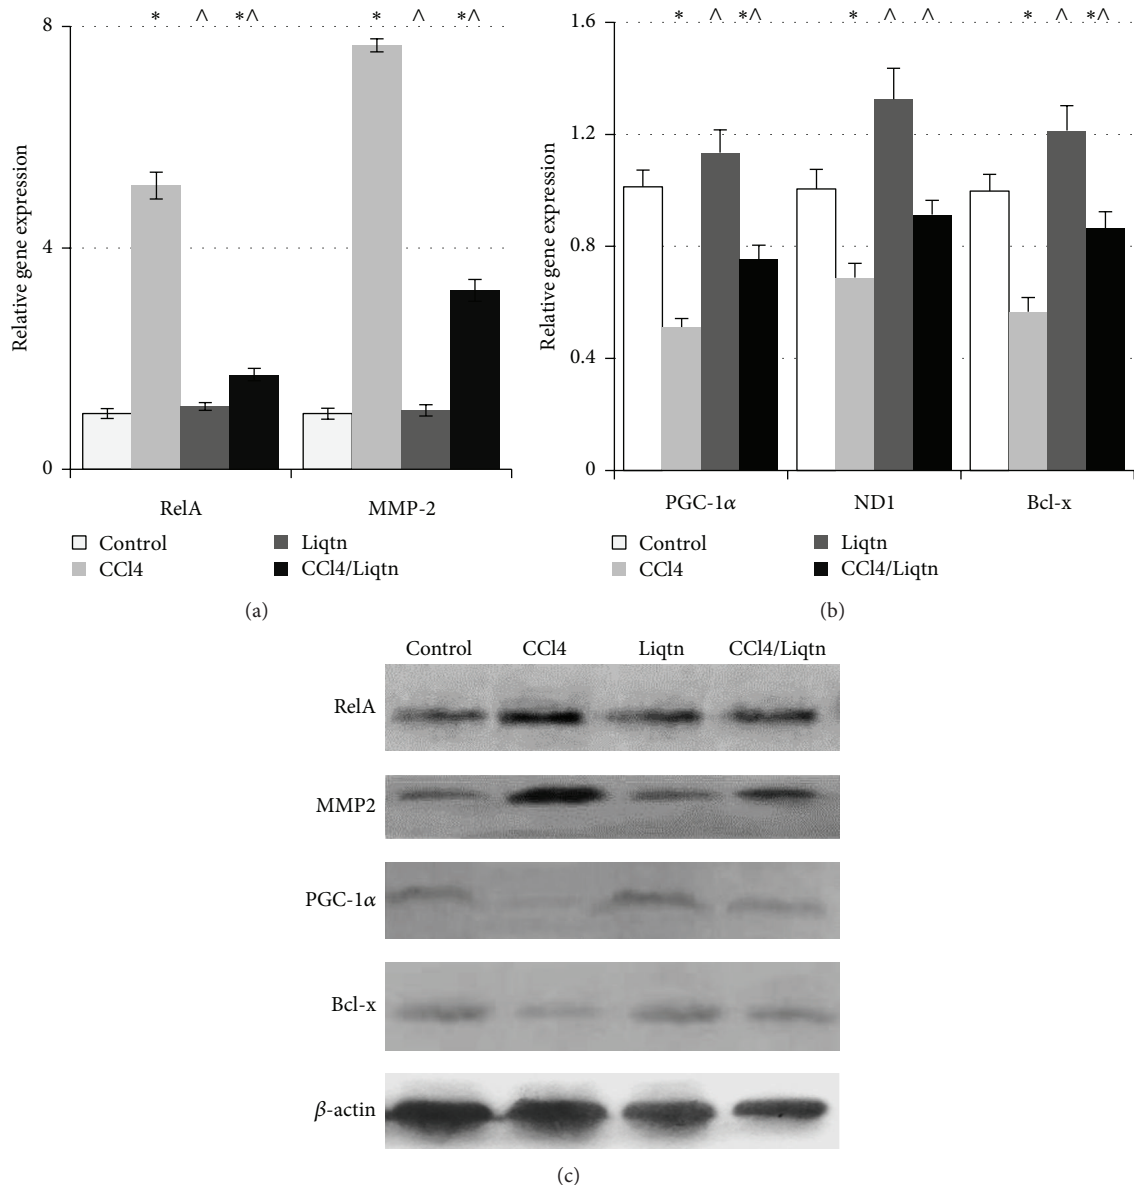 * ^ *^ * ^ *^
8
4
0
Relative gene expression
RelA MMP-2
Control Liqtn
CCl4 CCl4/Liqtn
(a)
* ^ *^ * ^ ^ * ^ *^
1.6
1.2
0.8
0.4
0
Relative gene expression
PGC-1α ND1 Bcl-x
Control Liqtn
CCl4 CCl4/Liqtn
(b)
Control CCl4 Liqtn CCl4/Liqtn
RelA
MMP2
PGC-1α
Bcl-x
β-actin
(c)